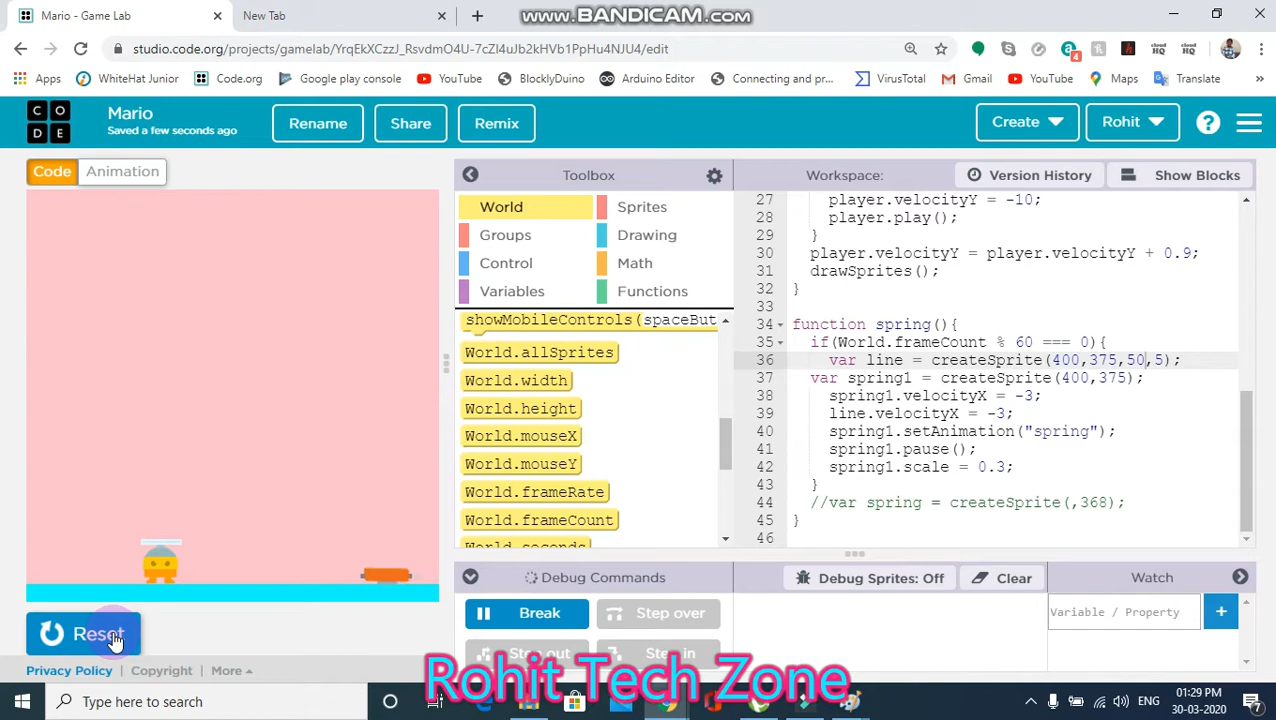 Mario - Game Lab
New Tab
www.BANDICAM.com
studio.code.org/projects/gamelab/YrqEkXCzzJ_RsvdmO4U-7cZl4uJb2kHVb1PpHu4NJU4/edit
Apps
WhiteHat Junior
Code.org
Google play console
YouTube
BlocklyDuino
Arduino Editor
Connecting and pr...
VirusTotal
Gmail
YouTube
Maps
Translate
CODE
Mario
Saved a few seconds ago
Rename
Share
Remix
Create
Rohit
Code
Animation
Toolbox
Workspace:
Version History
Show Blocks
World
Sprites
Groups
Drawing
Control
Math
Variables
Functions
showMobileControls(spaceBut
World.allSprites
World.width
World.height
World.mouseX
World.mouseY
World.frameRate
World.frameCount
World.seconds
27 player.velocityY = -10;
28 player.play();
29 }
30 player.velocityY = player.velocityY + 0.9;
31 drawSprites();
32 }
33
34 function spring(){
35 if(World.frameCount % 60 === 0){
36 var line = createSprite(400,375,50,5);
37 var spring1 = createSprite(400,375);
38 spring1.velocityX = -3;
39 line.velocityX = -3;
40 spring1.setAnimation("spring");
41 spring1.pause();
42 spring1.scale = 0.3;
43 }
44 //var spring = createSprite(,368);
45 }
46
Debug Commands
Debug Sprites: Off
Clear
Watch
Break
Step over
Step out
Step in
Variable / Property
Reset
Privacy Policy
Copyright
More
Rohit Tech Zone
Type here to search
ENG
01:29 PM
30-03-2020